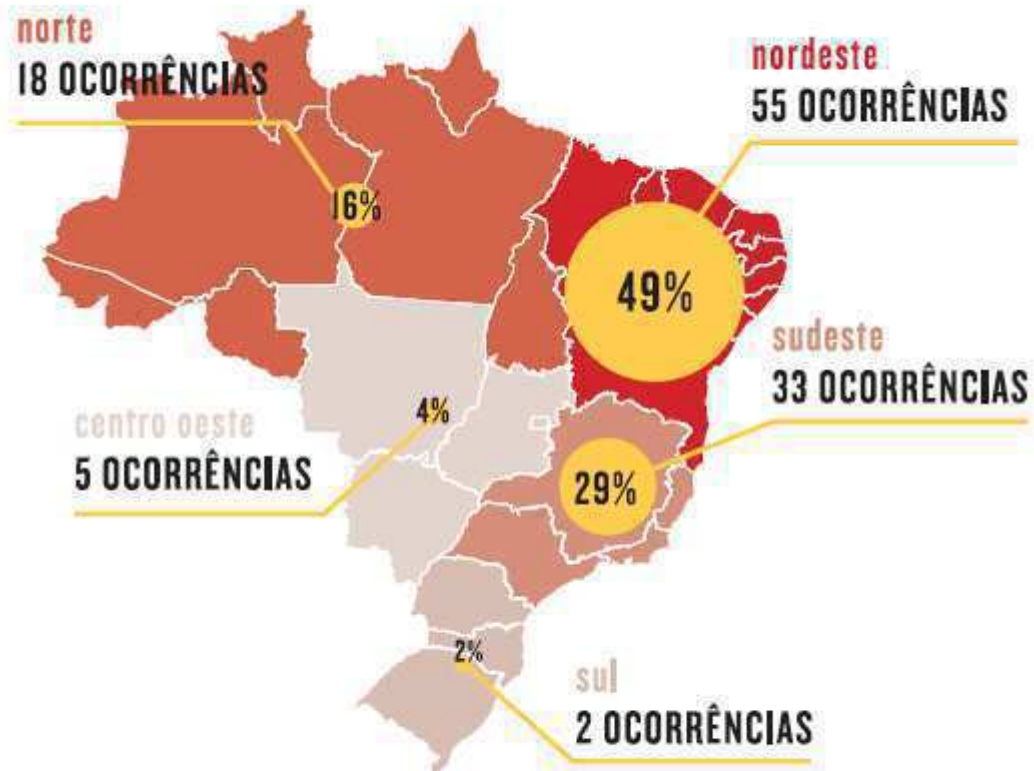 norte
18 OCORRÊNCIAS
16%
nordeste
55 OCORRÊNCIAS
49%
sudeste
33 OCORRÊNCIAS
29%
centro oeste
5 OCORRÊNCIAS
4%
sul
2 OCORRÊNCIAS
2%